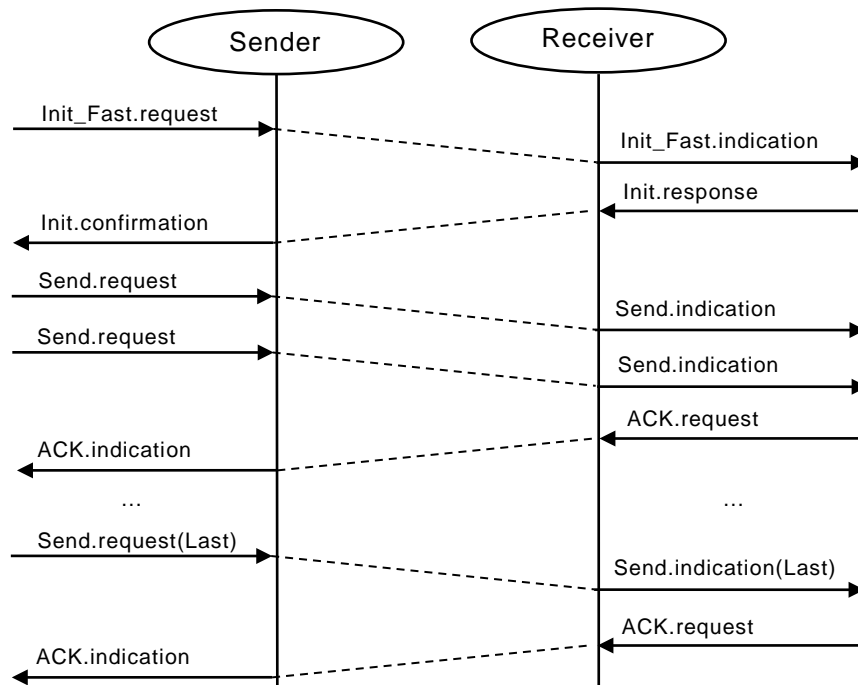 Sender
Receiver
Init_Fast.request
Init_Fast.indication
Init.response
Init.confirmation
Send.request
Send.indication
Send.request
Send.indication
ACK.request
ACK.indication
...
...
Send.request(Last)
Send.indication(Last)
ACK.request
ACK.indication